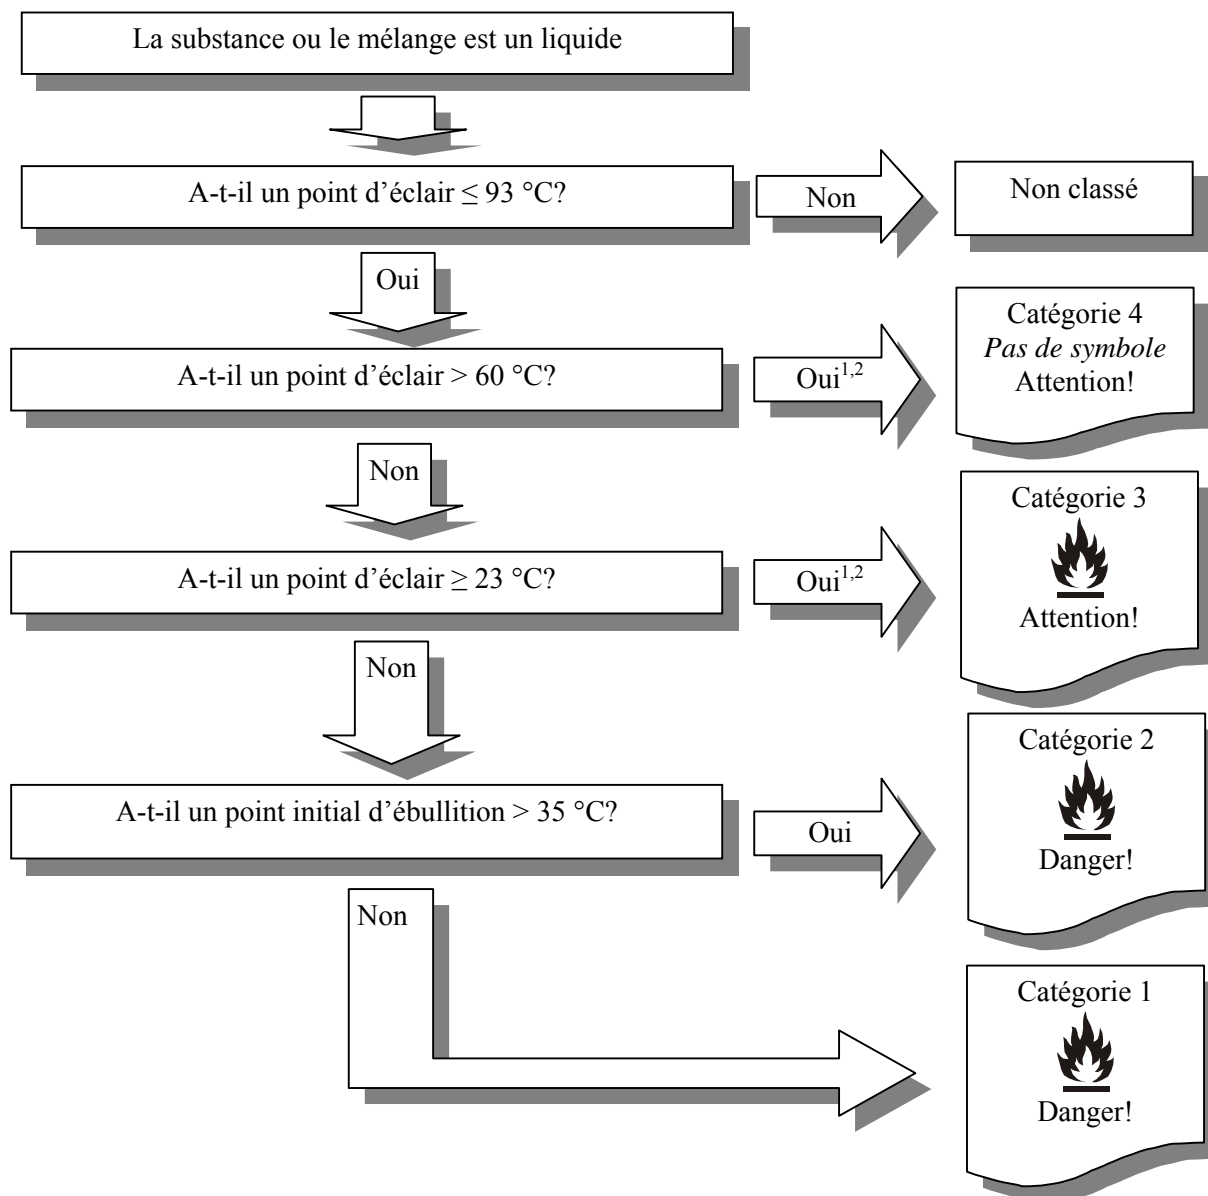 La substance ou le mélange est un liquide
A-t-il un point d’éclair ≤ 93 °C?
Non
Non classé
Oui
A-t-il un point d’éclair > 60 °C?
Oui1,2
Catégorie 4
Pas de symbole
Attention!
Non
A-t-il un point d’éclair ≥ 23 °C?
Oui1,2
Catégorie 3
Attention!
Non
A-t-il un point initial d’ébullition > 35 °C?
Oui
Catégorie 2
Danger!
Non
Catégorie 1
Danger!